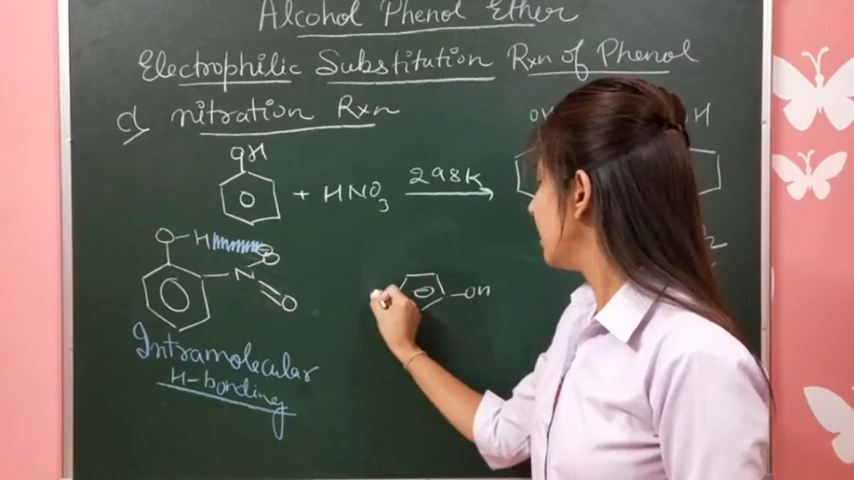 Alcohol Phenol Ether
Electrophilic Substitution Rxn of Phenol
a) nitration Rxn
OH
+ HNO3
298K
O-H
O
N
O
-OH
Intramolecular
H-bonding